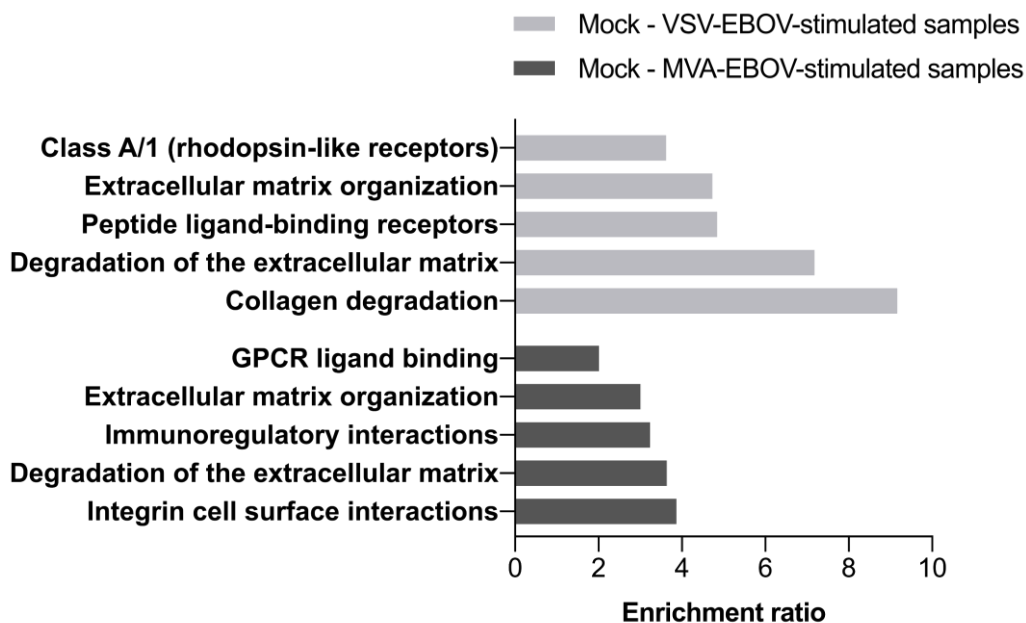 Mock - VSV-EBOV-stimulated samples
Mock - MVA-EBOV-stimulated samples
Class A/1 (rhodopsin-like receptors)
Extracellular matrix organization
Peptide ligand-binding receptors
Degradation of the extracellular matrix
Collagen degradation
GPCR ligand binding
Extracellular matrix organization
Immunoregulatory interactions
Degradation of the extracellular matrix
Integrin cell surface interactions
0 2 4 6 8 10
Enrichment ratio